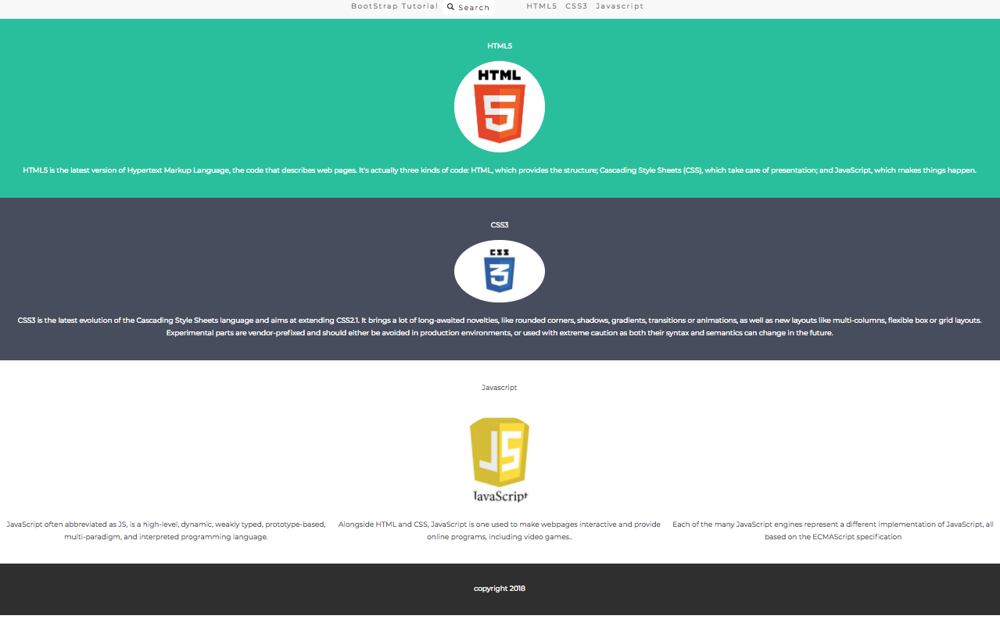 BootStrap Tutorial Search HTML5 CSS3 Javascript
HTML5
HTML
5
HTML5 is the latest version of Hypertext Markup Language, the code that describes web pages. It's actually three kinds of code: HTML, which provides the structure; Cascading Style Sheets (CSS), which take care of presentation; and JavaScript, which makes things happen.
CSS3
CSS
3
CSS3 is the latest evolution of the Cascading Style Sheets language and aims at extending CSS2.1. It brings a lot of long-awaited novelties, like rounded corners, shadows, gradients, transitions or animations, as well as new layouts like multi-columns, flexible box or grid layouts.
Experimental parts are vendor-prefixed and should either be avoided in production environments, or used with extreme caution as both their syntax and semantics can change in the future.
Javascript
JS
JavaScript
JavaScript often abbreviated as JS, is a high-level, dynamic, weakly typed, prototype-based,
multi-paradigm, and interpreted programming language.
Alongside HTML and CSS, JavaScript is one used to make webpages interactive and provide
online programs, including video games..
Each of the many JavaScript engines represent a different implementation of JavaScript, all
based on the ECMAScript specification
copyright 2018